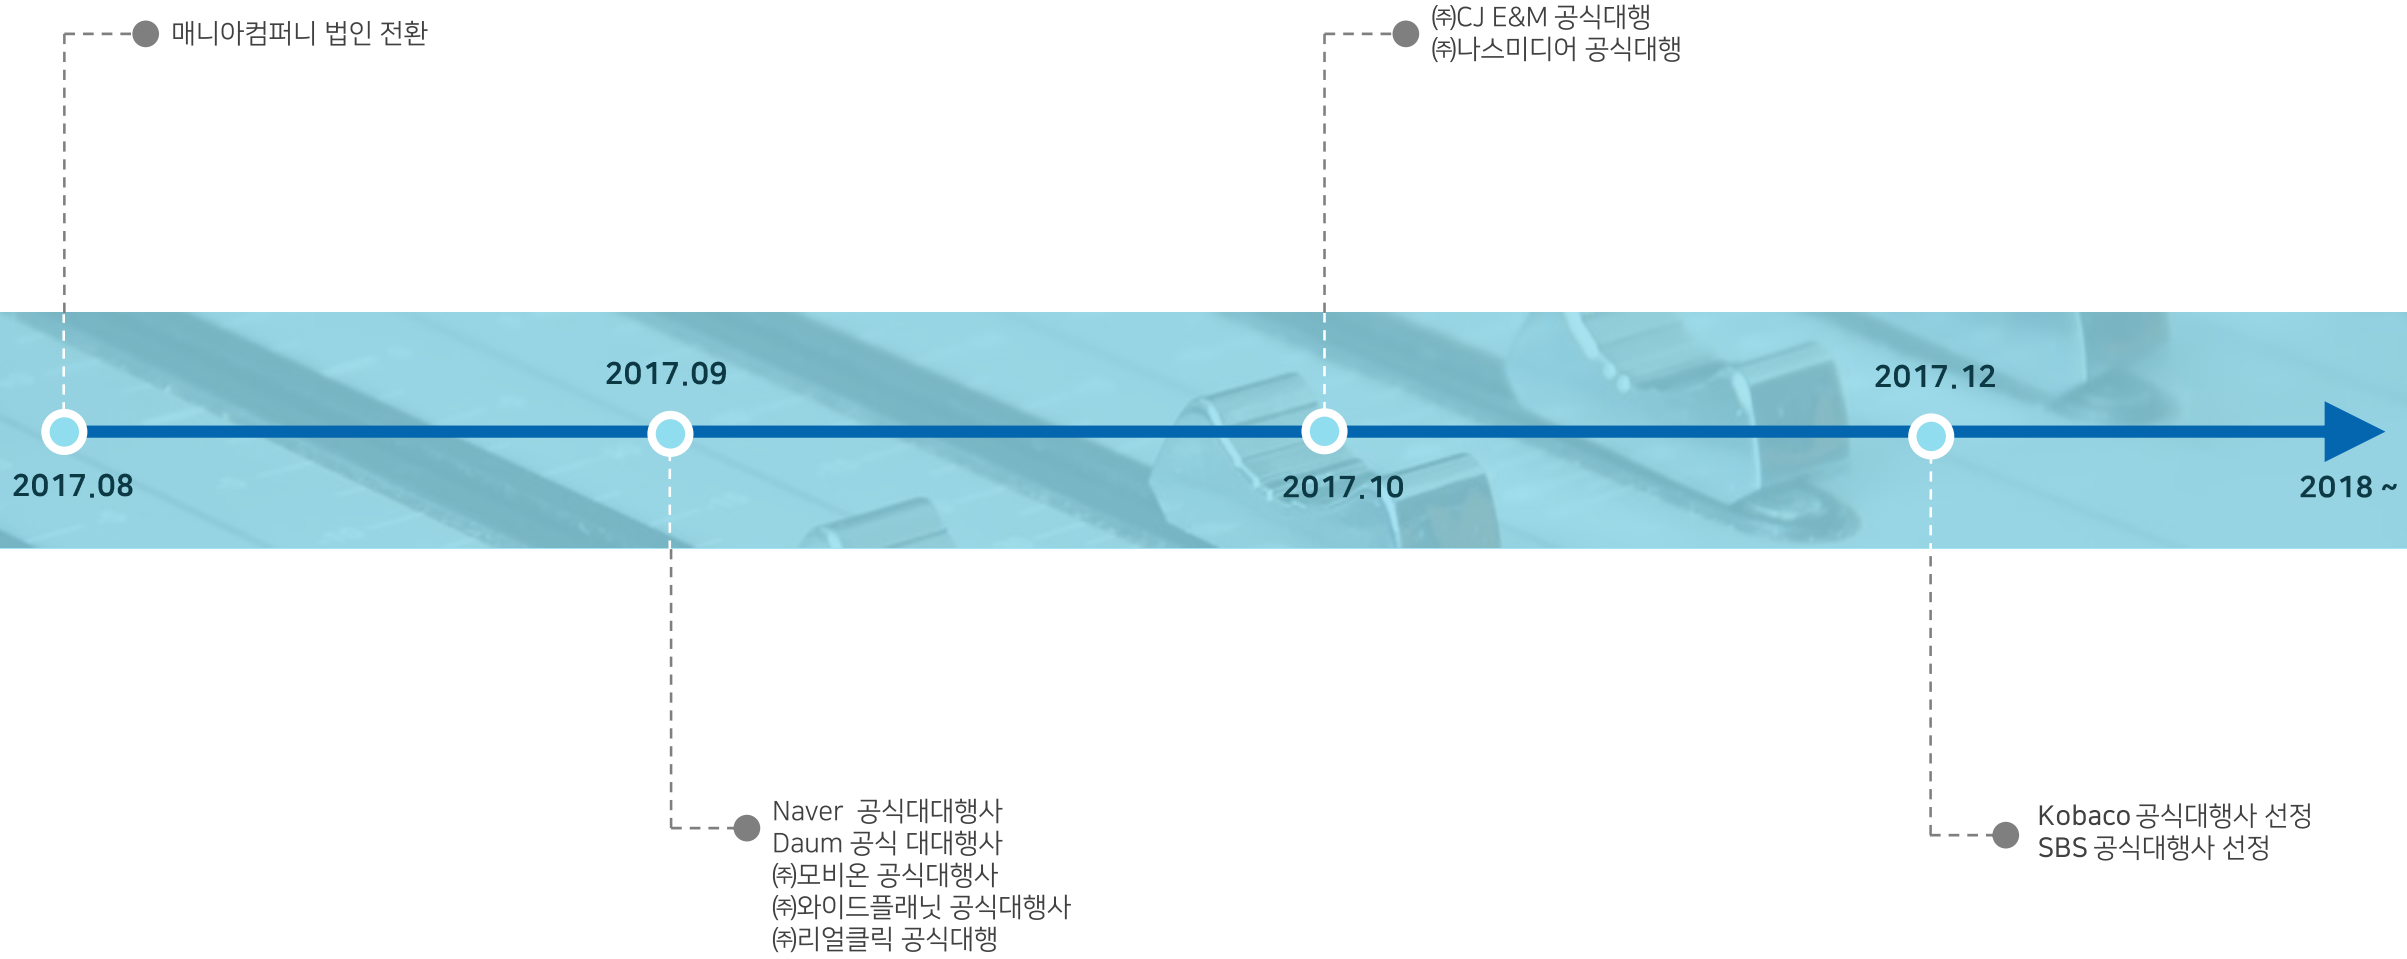 매니아컴퍼니 법인 전환
㈜CJ E&M 공식대행
㈜나스미디어 공식대행
2017.09
2017.12
2017.08
2017.10
2018 ~
Naver 공식대대행사
Daum 공식 대대행사
㈜모비온 공식대행사
㈜와이드플래닛 공식대행사
㈜리얼클릭 공식대행
Kobaco 공식대행사 선정
SBS 공식대행사 선정